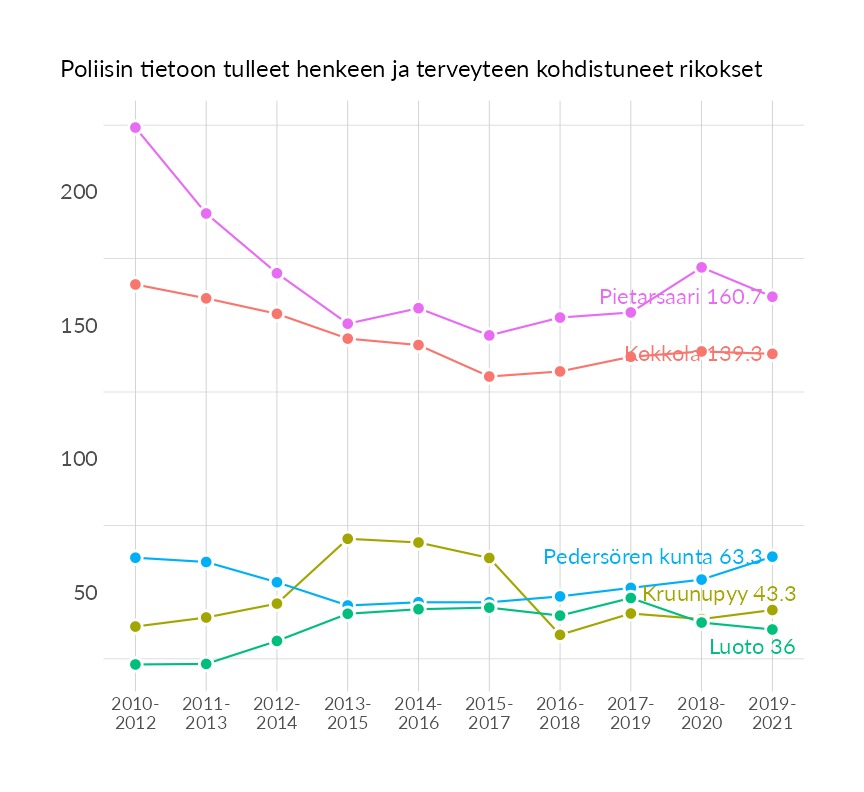 Poliisin tietoon tulleet henkeen ja terveyteen kohdistuneet rikokset
200
150
100
50
Pietarsaari 160.7
Kokkola 139.3
Pedersören kunta 63.3
Kruunupyy 43.3
Luoto 36
2010- 2011- 2012- 2013- 2014- 2015- 2016- 2017- 2018- 2019-
2012 2013 2014 2015 2016 2017 2018 2019 2020 2021